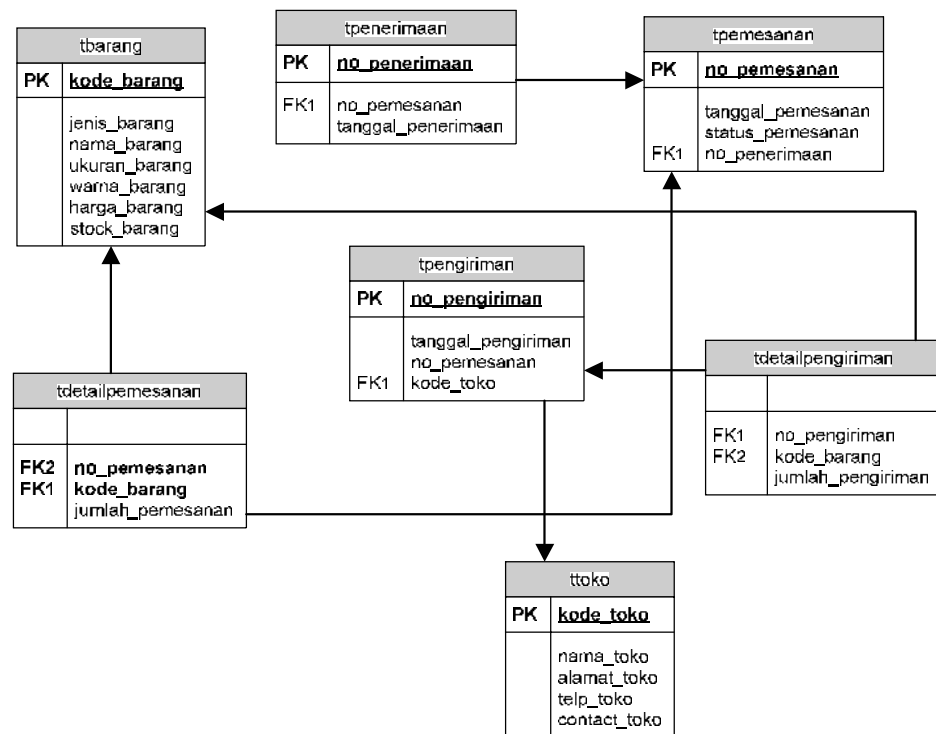 tbarang
PK kode_barang
jenis_barang
nama_barang
ukuran_barang
warna_barang
harga_barang
stock_barang
tpenerimaan
PK no_penerimaan
FK1 no_pemesanan
tanggal_penerimaan
tpemesanan
PK no_pemesanan
tanggal_pemesanan
status_pemesanan
FK1 no_penerimaan
tpengiriman
PK no_pengiriman
tanggal_pengiriman
no_pemesanan
FK1 kode_toko
tdetailpengiriman
FK1 no_pengiriman
FK2 kode_barang
jumlah_pengiriman
tdetailpemesanan
FK2 no_pemesanan
FK1 kode_barang
jumlah_pemesanan
ttoko
PK kode_toko
nama_toko
alamat_toko
telp_toko
contact_toko